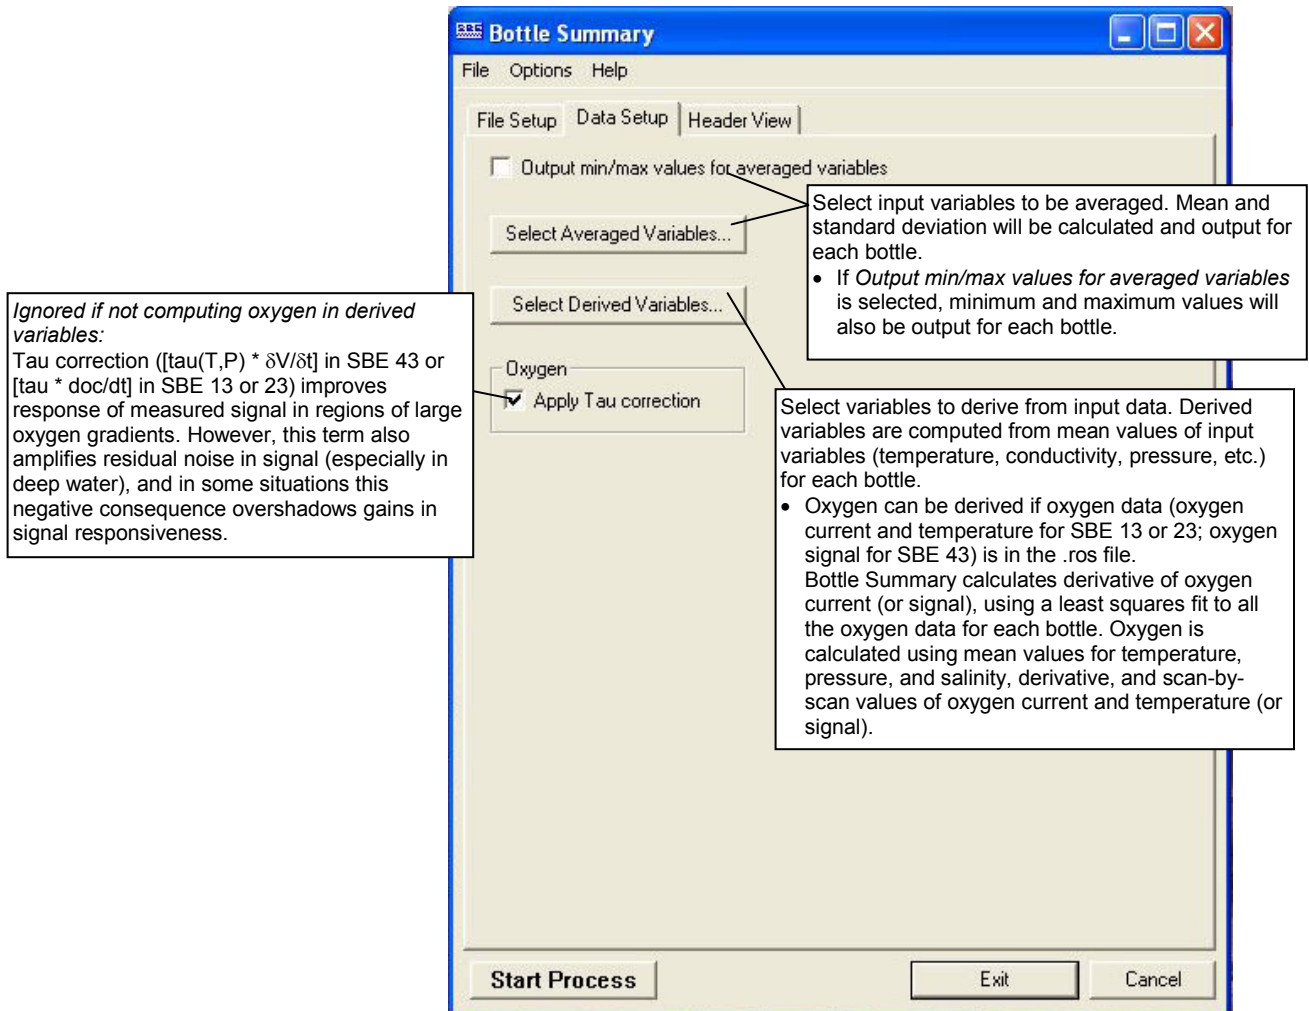 SBE Bottle Summary
File Options Help
File Setup Data Setup Header View
Output min/max values for averaged variables
Select Averaged Variables...
Select Derived Variables...
Oxygen
Apply Tau correction
Select input variables to be averaged. Mean and
standard deviation will be calculated and output for
each bottle.
• If Output min/max values for averaged variables
is selected, minimum and maximum values will
also be output for each bottle.
Ignored if not computing oxygen in derived
variables:
Tau correction ([tau(T,P) * δV/δt] in SBE 43 or
[tau * doc/dt] in SBE 13 or 23) improves
response of measured signal in regions of large
oxygen gradients. However, this term also
amplifies residual noise in signal (especially in
deep water), and in some situations this
negative consequence overshadows gains in
signal responsiveness.
Select variables to derive from input data. Derived
variables are computed from mean values of input
variables (temperature, conductivity, pressure, etc.)
for each bottle.
• Oxygen can be derived if oxygen data (oxygen
current and temperature for SBE 13 or 23; oxygen
signal for SBE 43) is in the .ros file.
Bottle Summary calculates derivative of oxygen
current (or signal), using a least squares fit to all
the oxygen data for each bottle. Oxygen is
calculated using mean values for temperature,
pressure, and salinity, derivative, and scan-by-
scan values of oxygen current and temperature (or
signal).
Start Process Exit Cancel